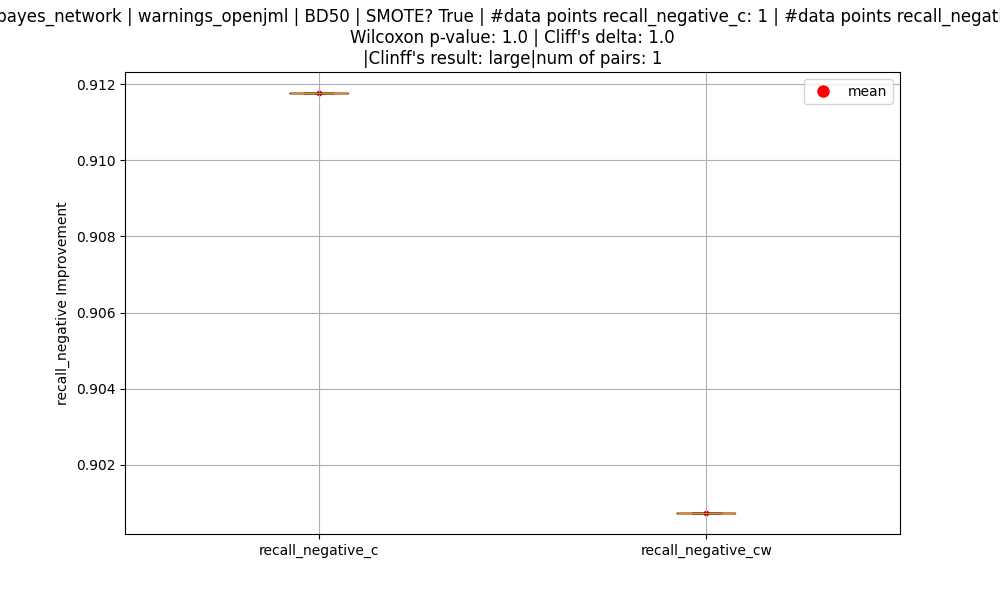 bayes_network | warnings_openjml | BD50 | SMOTE? True | #data points recall_negative_c: 1 | #data points
Wilcoxon p-value: 1.0 | Cliff's delta: 1.0
|Clinff's result: large|num of pairs: 1
mean
0.912
0.910
0.908
0.906
0.904
0.902
recall_negative Improvement
recall_negative_c
recall_negative_cw